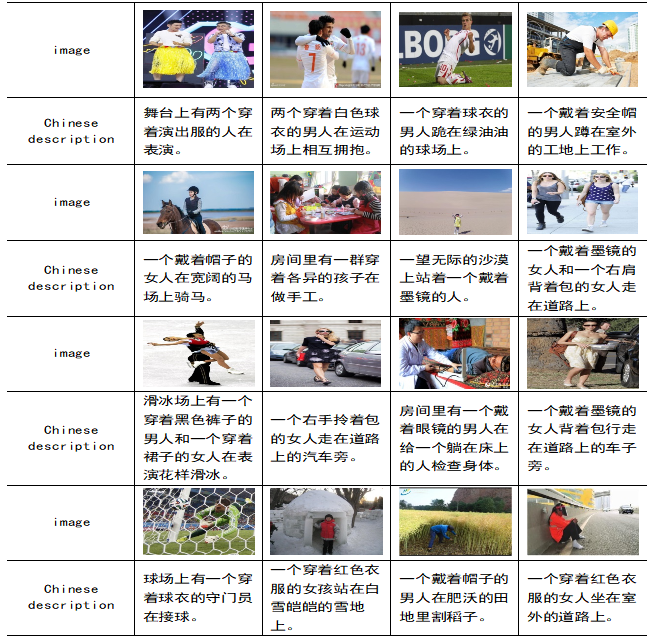 image
BOING
7
Chinese
description
舞台上有两个穿
着演出服的人在
表演。
两个穿着白色球
衣的男人在运动
场上相互拥抱。
一个穿着球衣的
男人跪在绿油油
的球场上。
一个戴着安全帽
的男人蹲在室外
的工地上工作。
image
Chinese
description
一个戴着帽子的
女人在宽阔的马
场上骑马。
房间里有一群穿
着各异的孩子在
做手工。
一望无际的沙漠
上站着一个戴着
墨镜的人。
一个戴着墨镜的
女人和一个右肩
背着包的女人走
在道路上。
image
Chinese
description
滑冰场上有一个
穿着黑色裤子的
男人和一个穿着
裙子的女人在表
演花样滑冰。
一个右手拎着包
的女人走在道路
上的汽车旁。
房间里有一个戴
着眼镜的男人在
给一个躺在床上
的人检查身体。
一个戴着墨镜的
女人背着包行走
在道路上的车子
旁。
image
Chinese
description
球场上有一个穿
着球衣的守门员
在接球。
一个穿着红色衣
服的女孩站在白
雪皑皑的雪地
上。
一个戴着帽子的
男人在肥沃的田
地里割稻子。
一个穿着红色衣
服的女人坐在室
外的道路上。